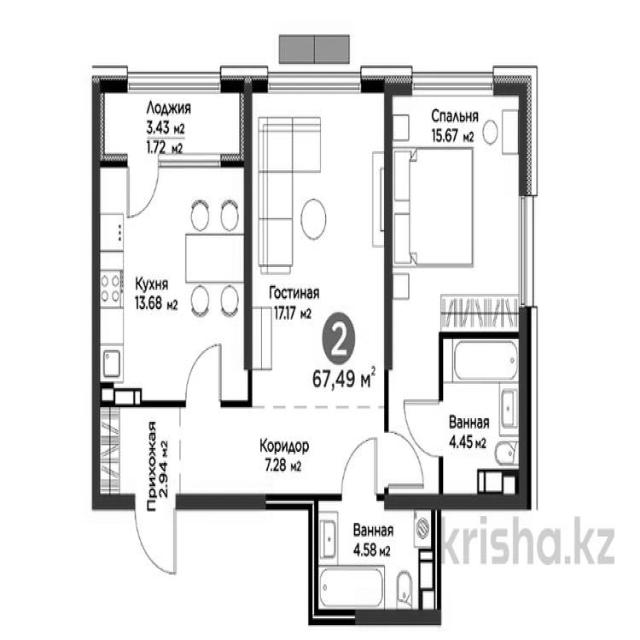 Лоджия
3.43 м2
1.72 м2
Спальня
15.67 м2
Кухня
13.68 м2
Гостиная
17.17 м2
2
67,49 м2
Ванная
4.45 м2
Прихожая
2.94 м2
Коридор
7.28 м2
Ванная
4.58 м2
krisha.kz